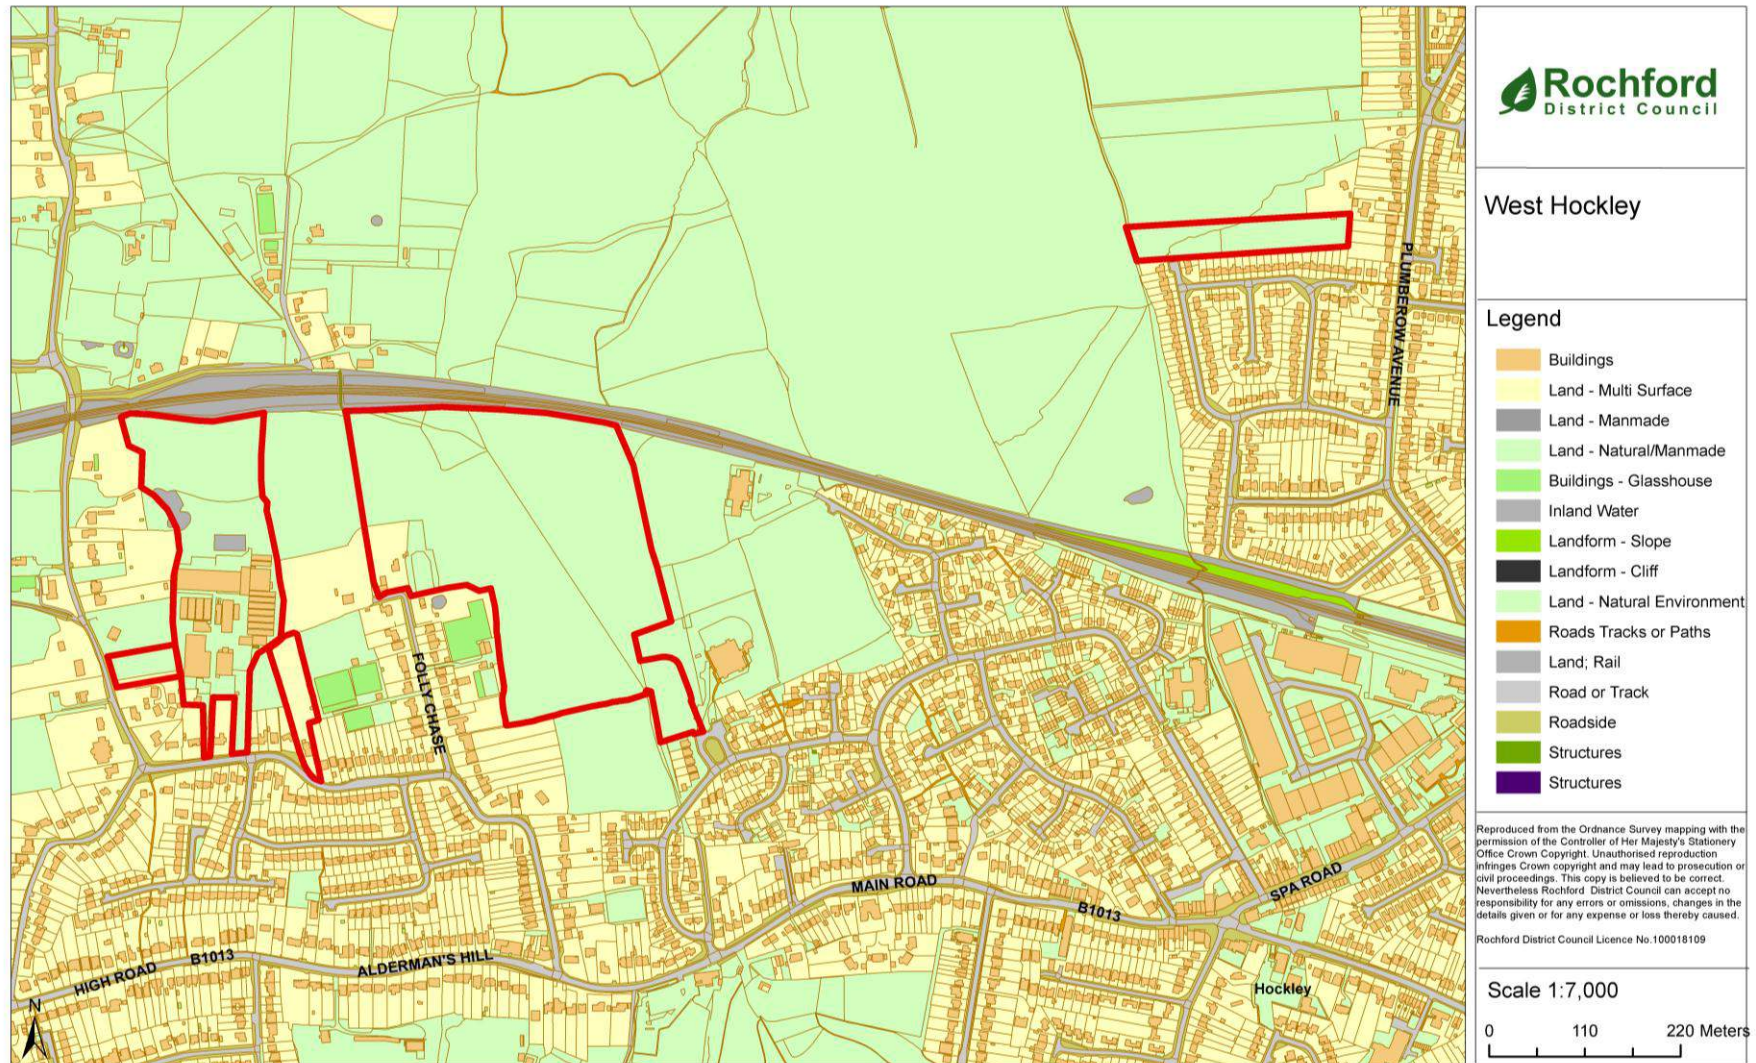 Rochford
District Council
West Hockley
Legend
Buildings
Land - Multi Surface
Land - Manmade
Land - Natural/Manmade
Buildings - Glasshouse
Inland Water
Landform - Slope
Landform - Cliff
Land - Natural Environment
Roads Tracks or Paths
Land; Rail
Road or Track
Roadside
Structures
Structures
Reproduced from the Ordnance Survey mapping with the
permission of the Controller of Her Majesty's Stationery
Office Crown Copyright. Unauthorised reproduction
infringes Crown copyright and may lead to prosecution or
civil proceedings. This copy is believed to be correct.
Nevertheless Rochford District Council can accept no
responsibility for any errors or omissions, changes in the
details given or for any expense or loss thereby caused.
Rochford District Council Licence No.100018109
Scale 1:7,000
0 110 220 Meters
PLUMBEROW AVENUE
FOLLY CHASE
MAIN ROAD
B1013
SPA ROAD
HIGH ROAD
B1013
ALDERMAN'S HILL
Hockley
N